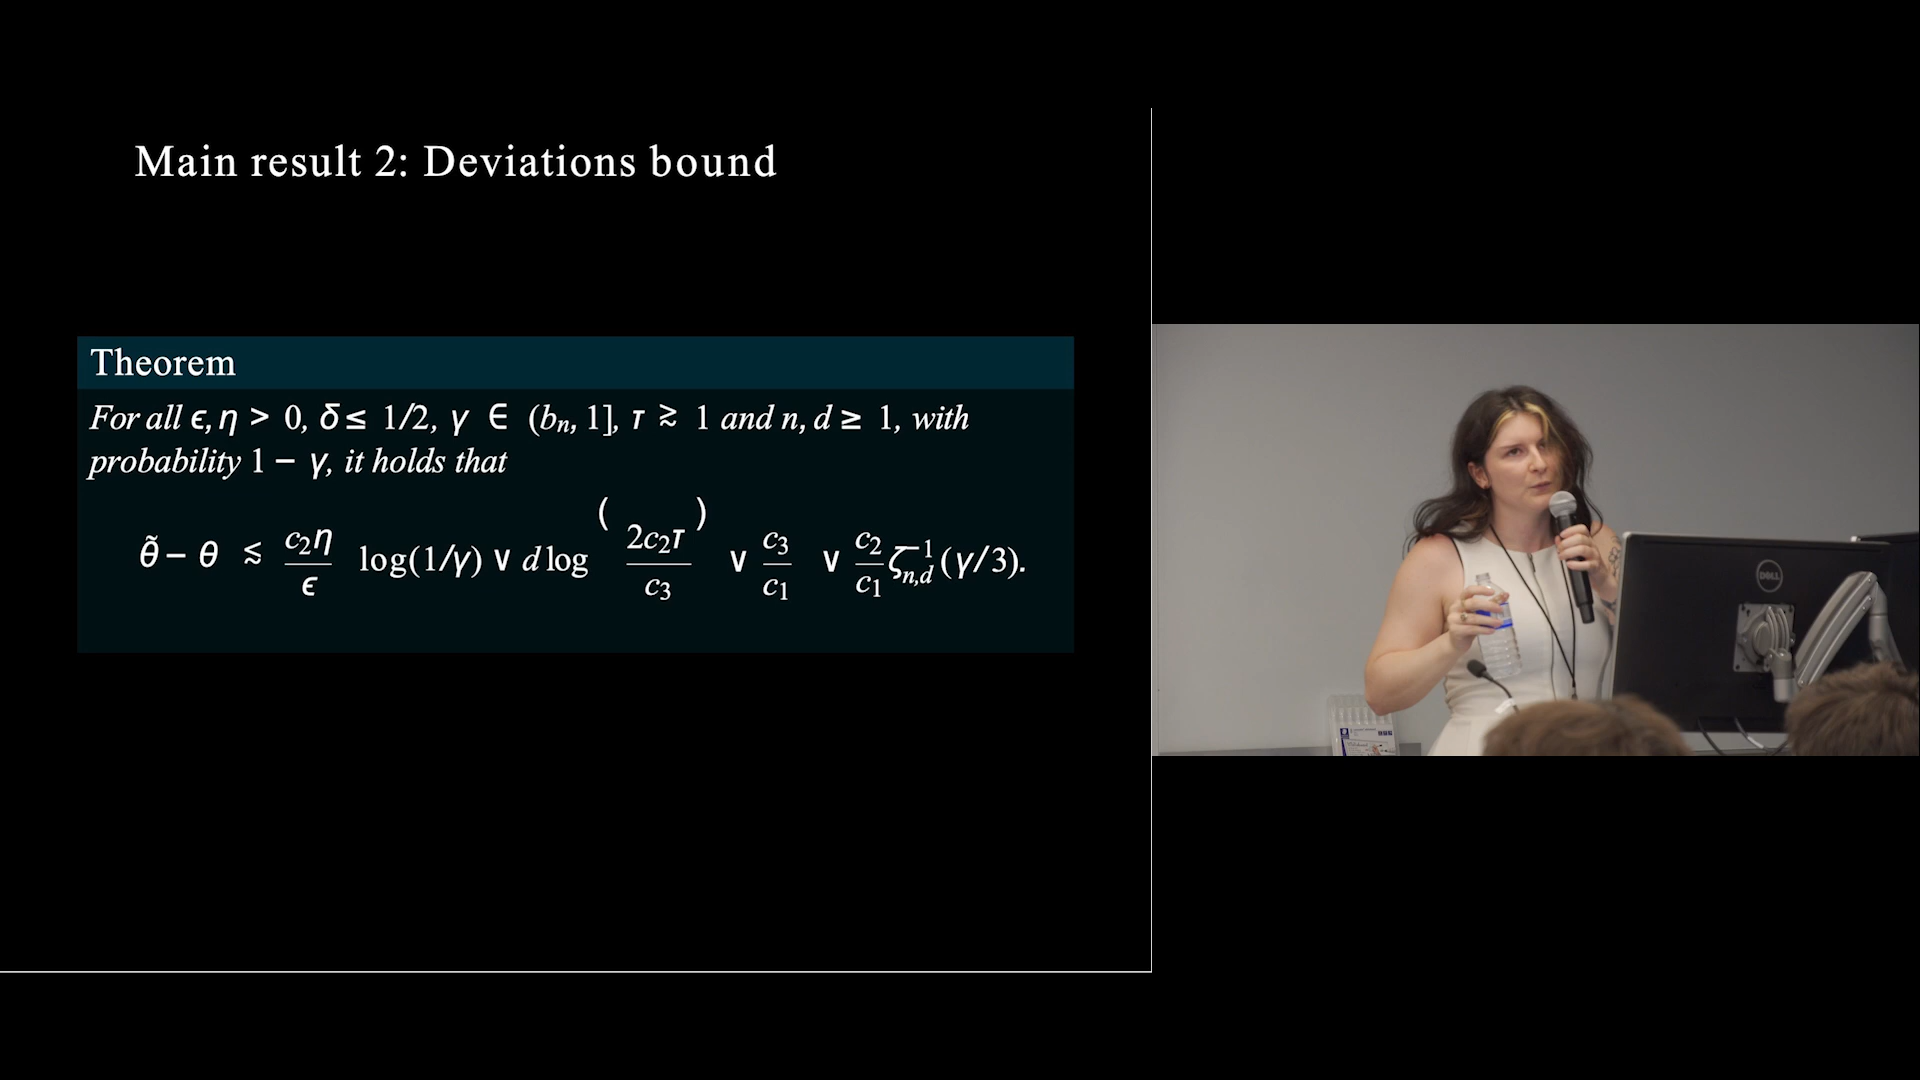 Main result 2: Deviations bound
Theorem
For all ϵ, η > 0, δ ≤ 1/2, γ ∈ (bₙ, 1], τ ≳ 1 and n, d ≥ 1, with
probability 1 − γ, it holds that
θ̃ − θ ≲ c₂η/ϵ log(1/γ) ∨ d log (2c₂τ/c₃) ∨ c₃/c₁ ∨ c₂/c₁ ζ⁻¹ₙ,d(γ/3).
DELL